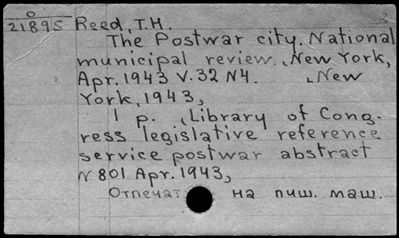 О
21895 Reed, T.H.
The Postwar city. National
municipal review. New York,
Apr. 1943 V. 32 N4. New
York, 1943,
1 p. Library of Cong-
ress legislative reference
service postwar abstract
N 801 Apr. 1943,
Отпечат на пиш. маш.